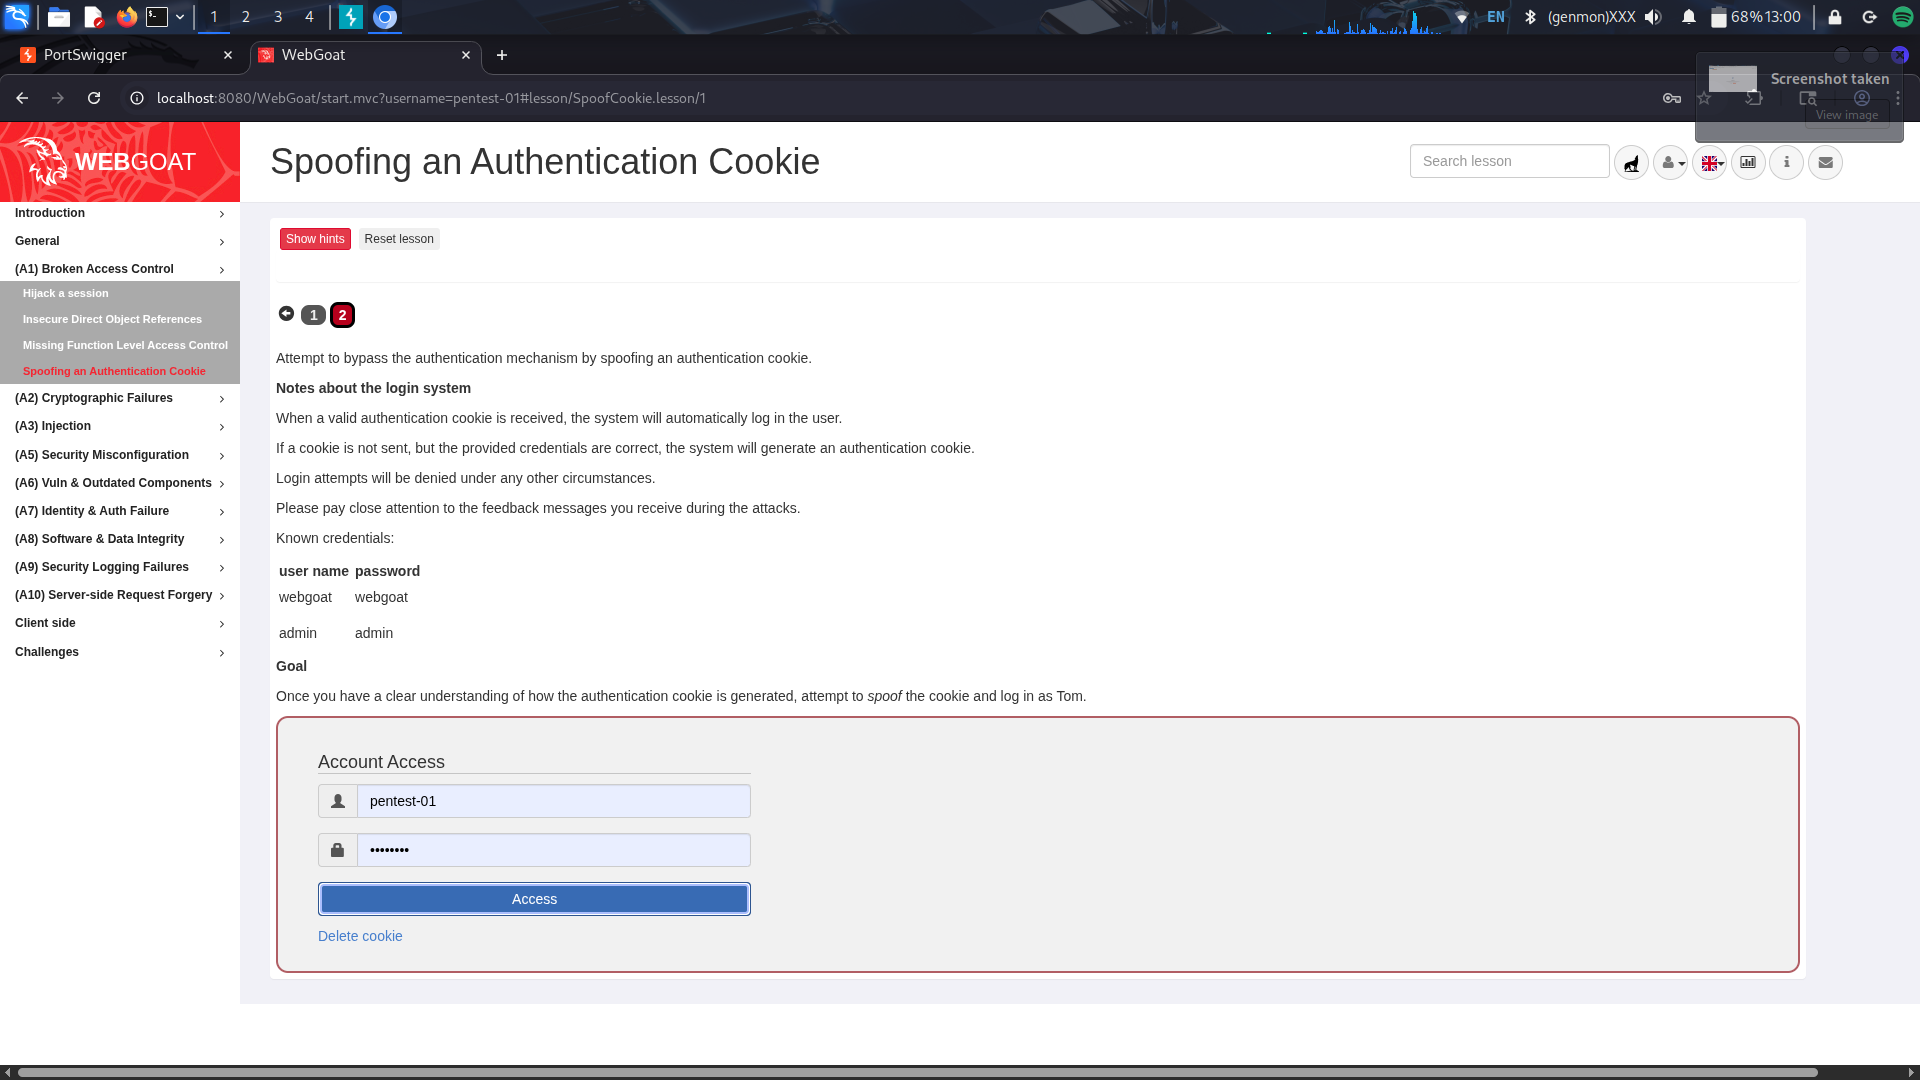 1
2
3
4
EN
(genmon)XXX
68%
13:00
PortSwigger
WebGoat
localhost:8080/WebGoat/start.mvc?username=pentest-01#lesson/SpoofCookie.lesson/1
Screenshot taken
View image
WEBGOAT
Spoofing an Authentication Cookie
Search lesson
Introduction
General
(A1) Broken Access Control
Hijack a session
Insecure Direct Object References
Missing Function Level Access Control
Spoofing an Authentication Cookie
(A2) Cryptographic Failures
(A3) Injection
(A5) Security Misconfiguration
(A6) Vuln & Outdated Components
(A7) Identity & Auth Failure
(A8) Software & Data Integrity
(A9) Security Logging Failures
(A10) Server-side Request Forgery
Client side
Challenges
Show hints
Reset lesson
1
2
Attempt to bypass the authentication mechanism by spoofing an authentication cookie.
Notes about the login system
When a valid authentication cookie is received, the system will automatically log in the user.
If a cookie is not sent, but the provided credentials are correct, the system will generate an authentication cookie.
Login attempts will be denied under any other circumstances.
Please pay close attention to the feedback messages you receive during the attacks.
Known credentials:
user name password
webgoat webgoat
admin admin
Goal
Once you have a clear understanding of how the authentication cookie is generated, attempt to spoof the cookie and log in as Tom.
Account Access
pentest-01
••••••••
Access
Delete cookie